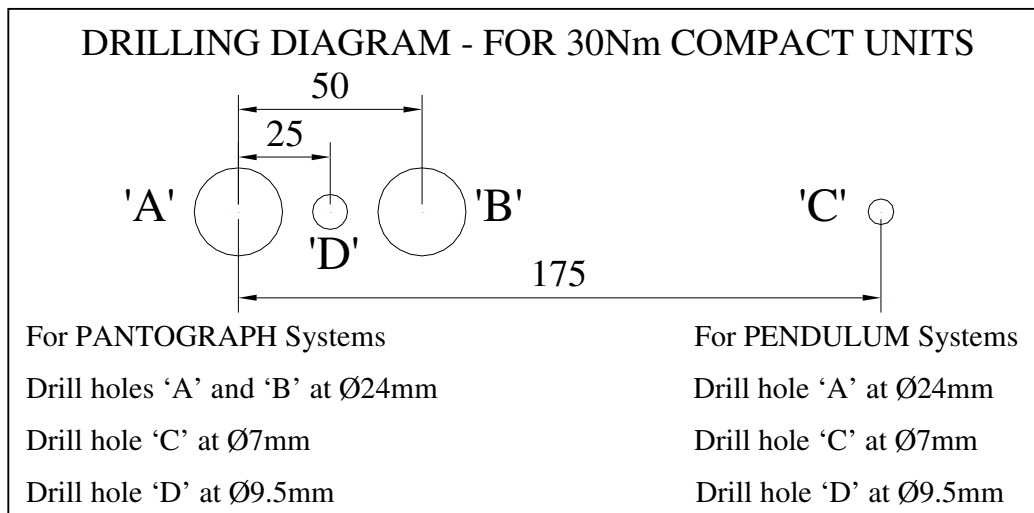 DRILLING DIAGRAM - FOR 30Nm COMPACT UNITS
50
25
'A'
'D'
'B'
'C'
175
For PANTOGRAPH Systems
Drill holes ‘A’ and ‘B’ at Ø24mm
Drill hole ‘C’ at Ø7mm
Drill hole ‘D’ at Ø9.5mm
For PENDULUM Systems
Drill hole ‘A’ at Ø24mm
Drill hole ‘C’ at Ø7mm
Drill hole ‘D’ at Ø9.5mm